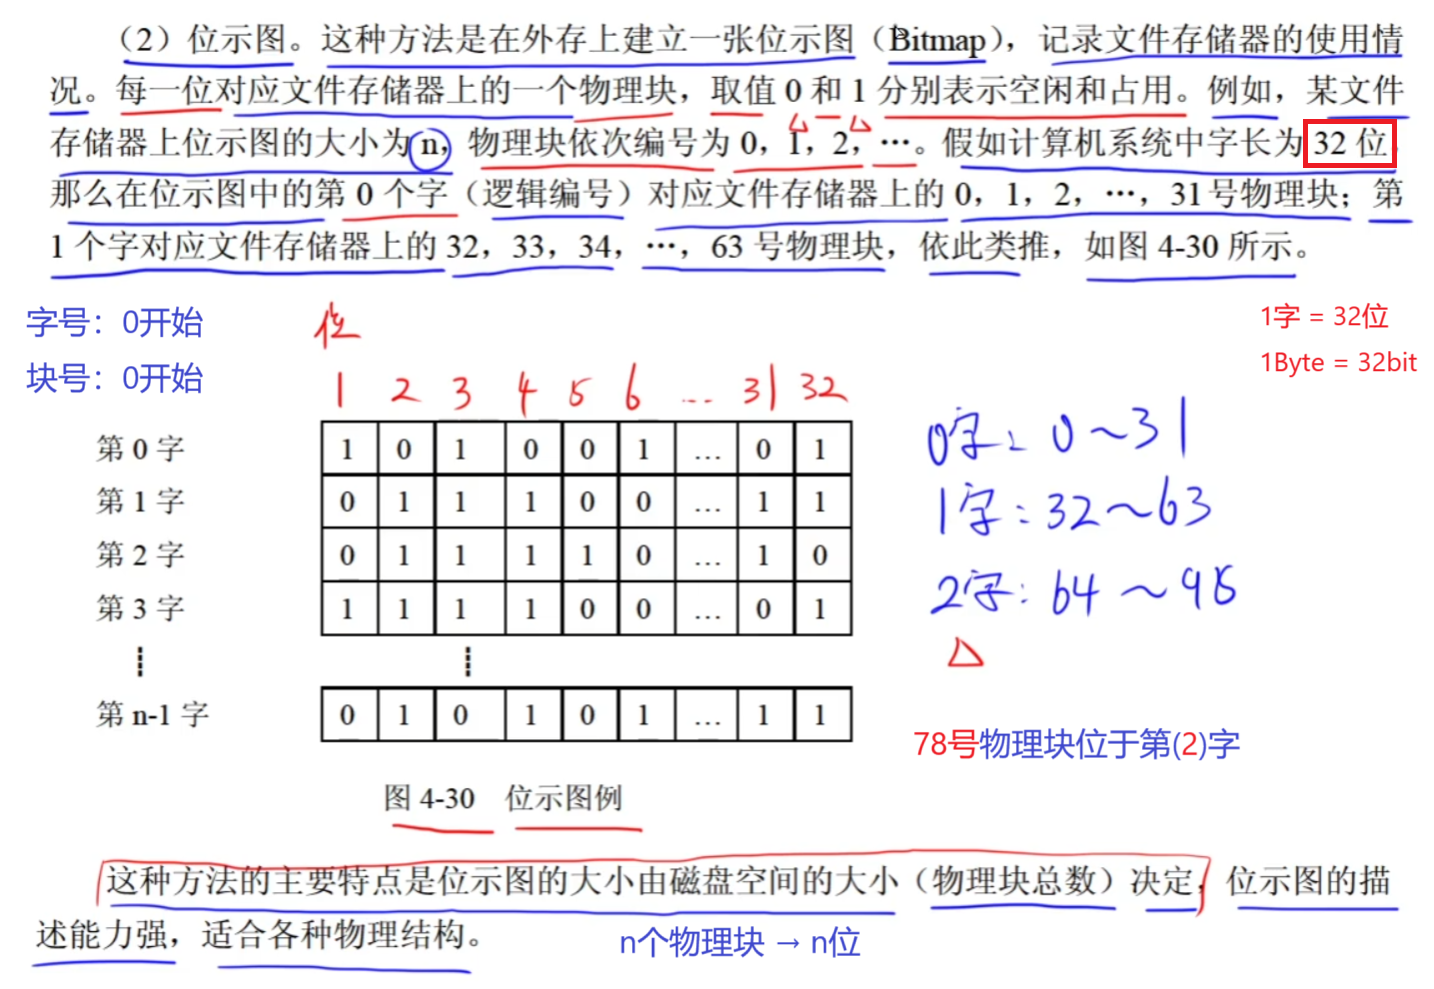 （2）位示图。这种方法是在外存上建立一张位示图（Bitmap），记录文件存储器的使用情
况。每一位对应文件存储器上的一个物理块，取值 0 和 1 分别表示空闲和占用。例如，某文件
存储器上位示图的大小为 n，物理块依次编号为 0，1，2，…。假如计算机系统中字长为 32 位
那么在位示图中的第 0 个字（逻辑编号）对应文件存储器上的 0，1，2，…，31号物理块；第
1 个字对应文件存储器上的 32，33，34，…，63 号物理块，依此类推，如图 4-30 所示。
字号：0开始
块号：0开始
1字 = 32位
1Byte = 32bit
位
1 2 3 4 5 6 … 31 32
第 0 字 1 0 1 0 0 1 … 0 1
第 1 字 0 1 1 1 0 0 … 1 1
第 2 字 0 1 1 1 1 0 … 1 0
第 3 字 1 1 1 1 0 0 … 0 1
第 n-1 字 0 1 0 1 0 1 … 1 1
0字: 0～31
1字: 32～63
2字: 64～95
78号物理块位于第(2)字
图 4-30 位示图例
这种方法的主要特点是位示图的大小由磁盘空间的大小（物理块总数）决定，位示图的描
述能力强，适合各种物理结构。
n个物理块 → n位